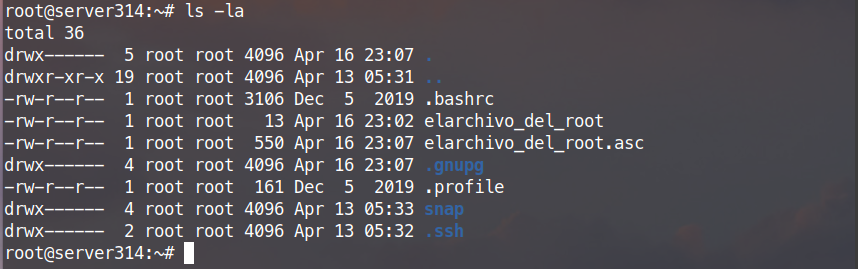 root@server314:~# ls -la
total 36
drwx------  5 root root 4096 Apr 16 23:07 .
drwxr-xr-x 19 root root 4096 Apr 13 05:31 ..
-rw-r--r--  1 root root 3106 Dec  5  2019 .bashrc
-rw-r--r--  1 root root   13 Apr 16 23:02 elarchivo_del_root
-rw-r--r--  1 root root  550 Apr 16 23:07 elarchivo_del_root.asc
drwx------  4 root root 4096 Apr 16 23:07 .gnupg
-rw-r--r--  1 root root  161 Dec  5  2019 .profile
drwx------  4 root root 4096 Apr 13 05:33 snap
drwx------  2 root root 4096 Apr 13 05:32 .ssh
root@server314:~#